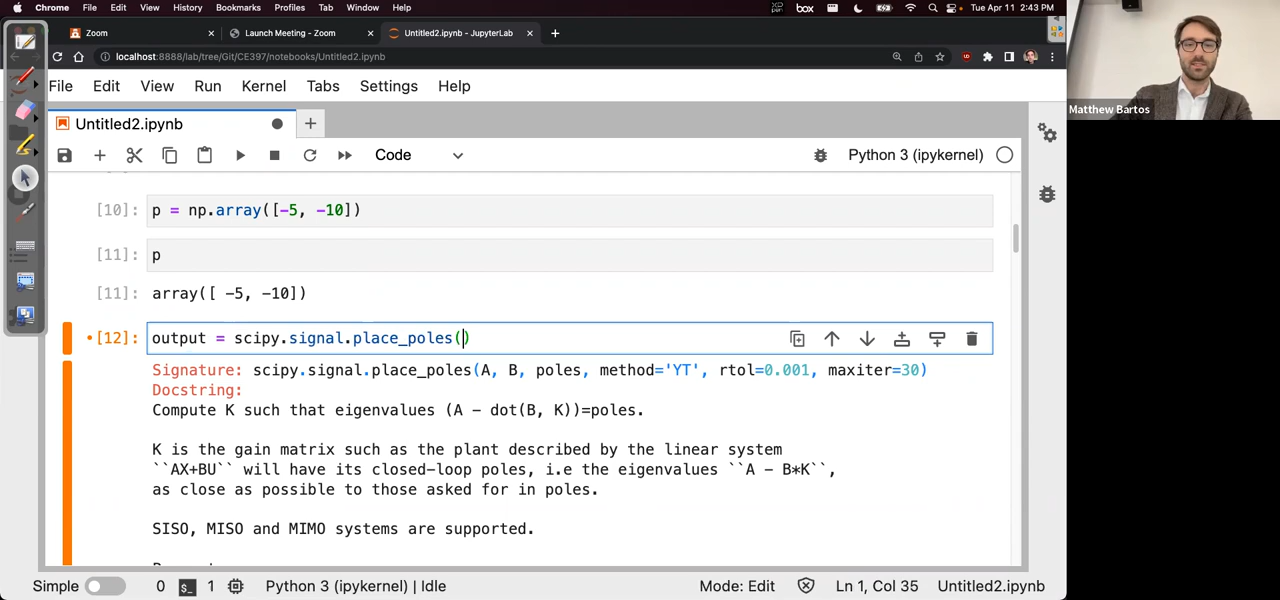 Chrome File Edit View History Bookmarks Profiles Tab Window Help box Tue Apr 11 2:43 PM
Zoom Launch Meeting - Zoom Untitled2.ipynb - JupyterLab
localhost:8888/lab/tree/Git/CE397/notebooks/Untitled2.ipynb
Matthew Bartos
File Edit View Run Kernel Tabs Settings Help
Untitled2.ipynb
Code Python 3 (ipykernel)
[10]: p = np.array([-5, -10])
[11]: p
[11]: array([ -5, -10])
[12]: output = scipy.signal.place_poles()
Signature: scipy.signal.place_poles(A, B, poles, method='YT', rtol=0.001, maxiter=30)
Docstring:
Compute K such that eigenvalues (A - dot(B, K))=poles.
K is the gain matrix such as the plant described by the linear system
``AX+BU`` will have its closed-loop poles, i.e the eigenvalues ``A - B*K``,
as close as possible to those asked for in poles.
SISO, MISO and MIMO systems are supported.
Simple 0 1 Python 3 (ipykernel) | Idle Mode: Edit Ln 1, Col 35 Untitled2.ipynb